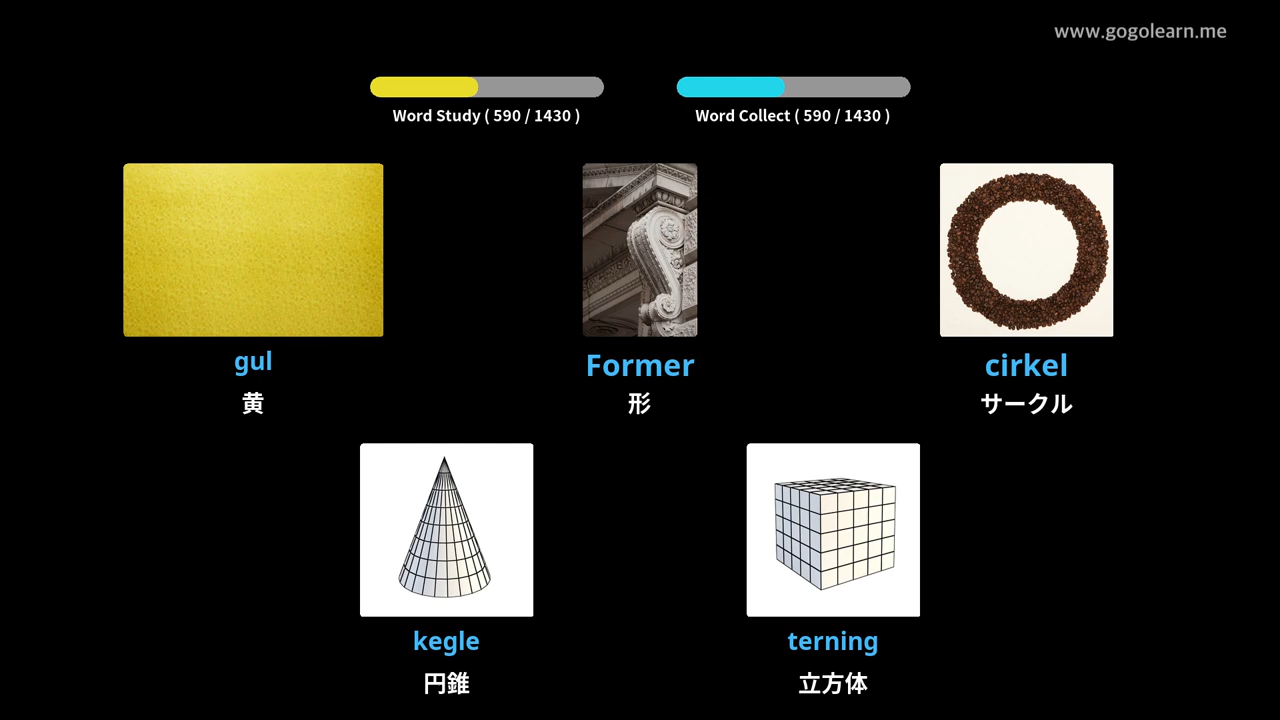 www.gogolearn.me
Word Study ( 590 / 1430 )
Word Collect ( 590 / 1430 )
gul
Former
cirkel
黄
形
サークル
kegle
terning
円錐
立方体